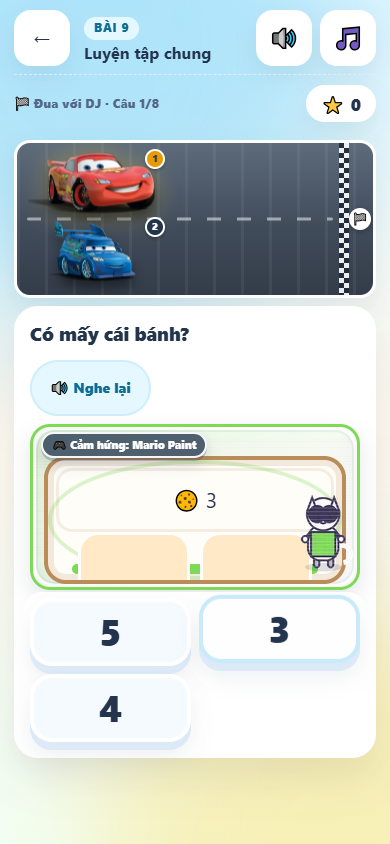 ←
BÀI 9
Luyện tập chung
Đua với DJ · Câu 1/8
0
1
2
Có mấy cái bánh?
Nghe lại
Cảm hứng: Mario Paint
3
5
3
4